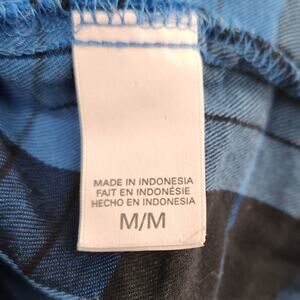 MADE IN INDONESIA
FAIT EN INDONÉSIE
HECHO EN INDONESIA
M/M